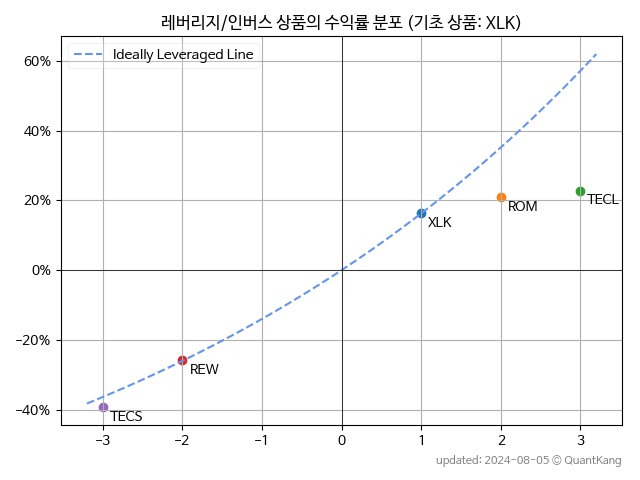 레버리지/인버스 상품의 수익률 분포 (기초 상품: XLK)
Ideally Leveraged Line
60%
40%
20%
0%
−20%
−40%
XLK
ROM
TECL
REW
TECS
−3
−2
−1
0
1
2
3
updated: 2024-08-05 © QuantKang